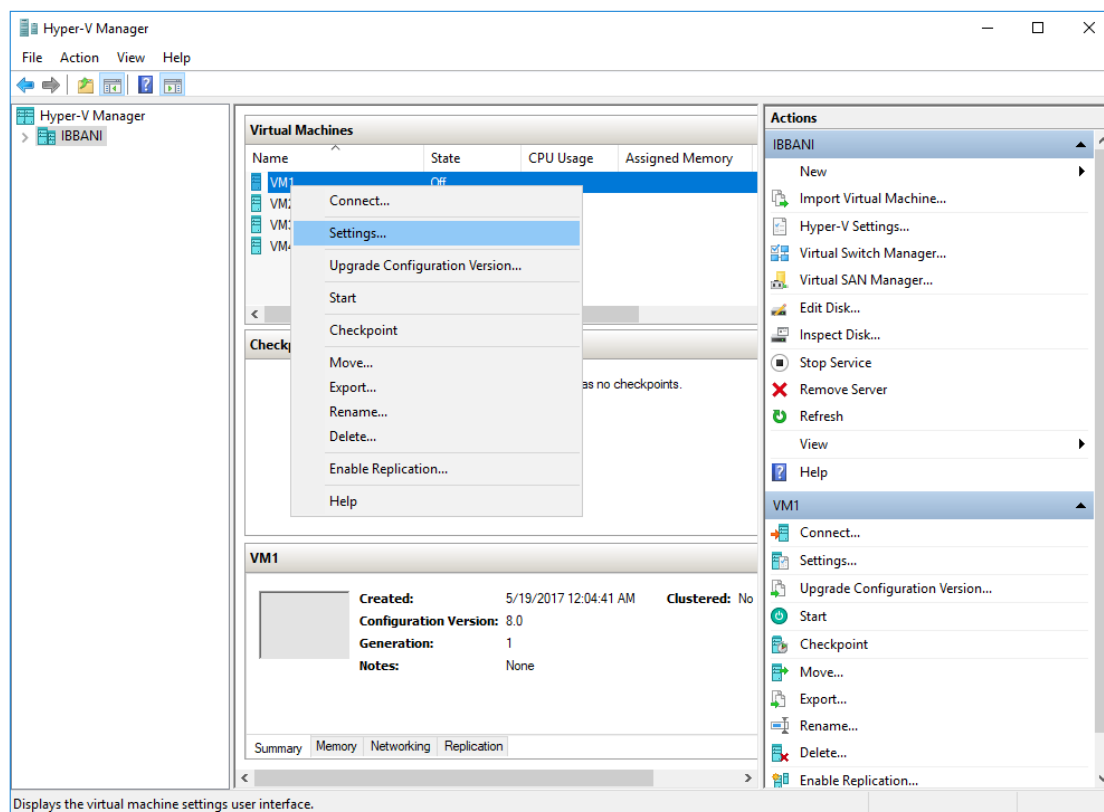 Hyper-V Manager
File Action View Help
Hyper-V Manager
IBBANI
Virtual Machines
Name State CPU Usage Assigned Memory
VM1 Off
VM2
VM3
VM4
Connect...
Settings...
Upgrade Configuration Version...
Start
Checkpoint
Move...
Export...
Rename...
Delete...
Enable Replication...
Help
Checkp
as no checkpoints.
VM1
Created: 5/19/2017 12:04:41 AM Clustered: No
Configuration Version: 8.0
Generation: 1
Notes: None
Summary Memory Networking Replication
Actions
IBBANI
New
Import Virtual Machine...
Hyper-V Settings...
Virtual Switch Manager...
Virtual SAN Manager...
Edit Disk...
Inspect Disk...
Stop Service
Remove Server
Refresh
View
Help
VM1
Connect...
Settings...
Upgrade Configuration Version...
Start
Checkpoint
Move...
Export...
Rename...
Delete...
Enable Replication...
Displays the virtual machine settings user interface.